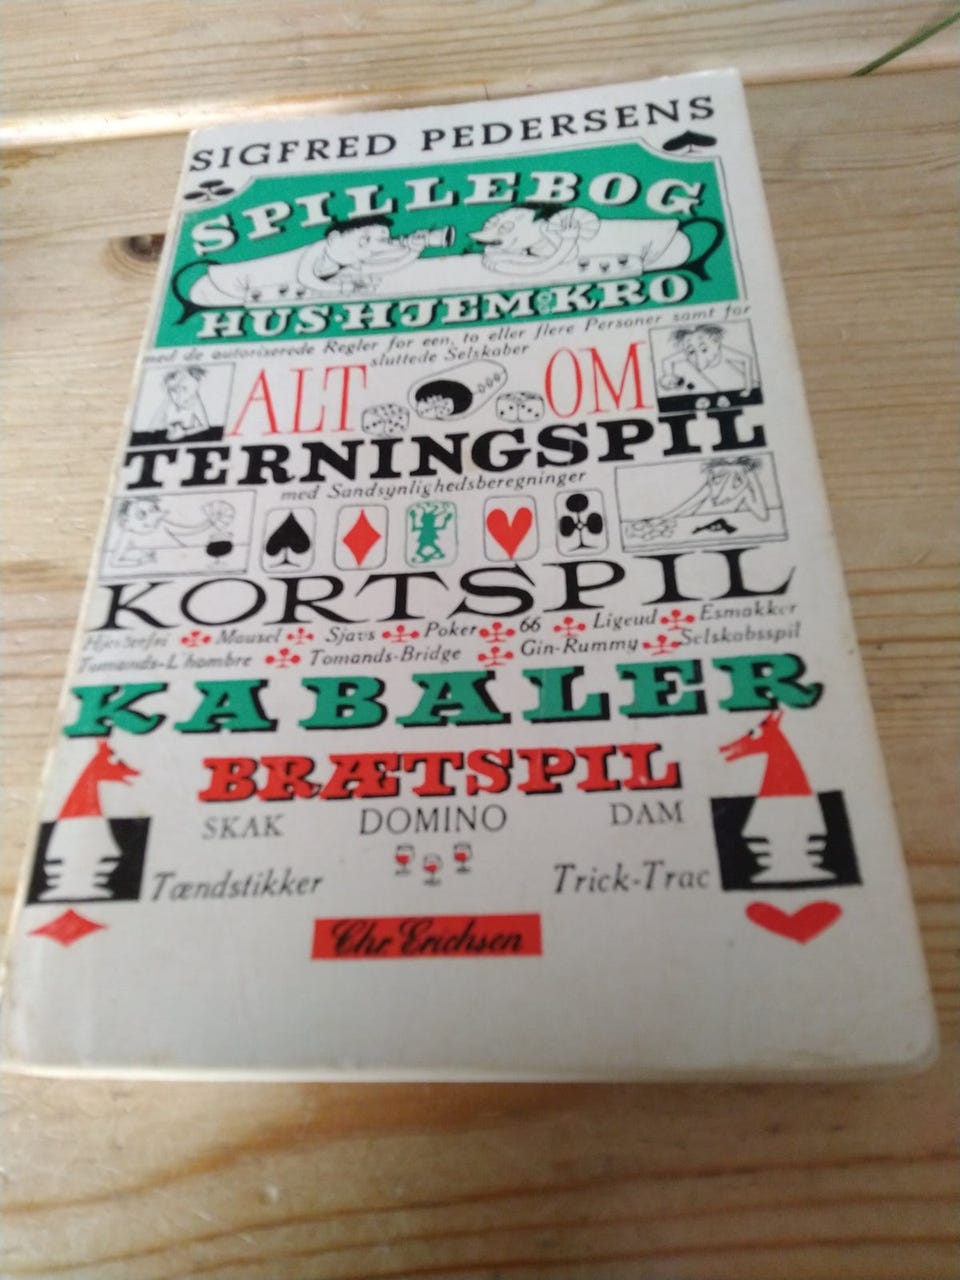 SIGFRED PEDERSENS
SPILLEBOG
HUS·HJEM·KRO
med de autoriserede Regler for een, to eller flere Personer samt for
sluttede Selskaber
ALT OM
TERNINGSPIL
med Sandsynlighedsberegninger
KORTSPIL
Mausel Sjavs Poker 66 Ligeud Esmakker
Tomands-L'hombre Tomands-Bridge Gin-Rummy Selskabsspil
KABALER
BRÆTSPIL
SKAK DOMINO DAM
Tændstikker Trick-Trac
Chr. Erichsen